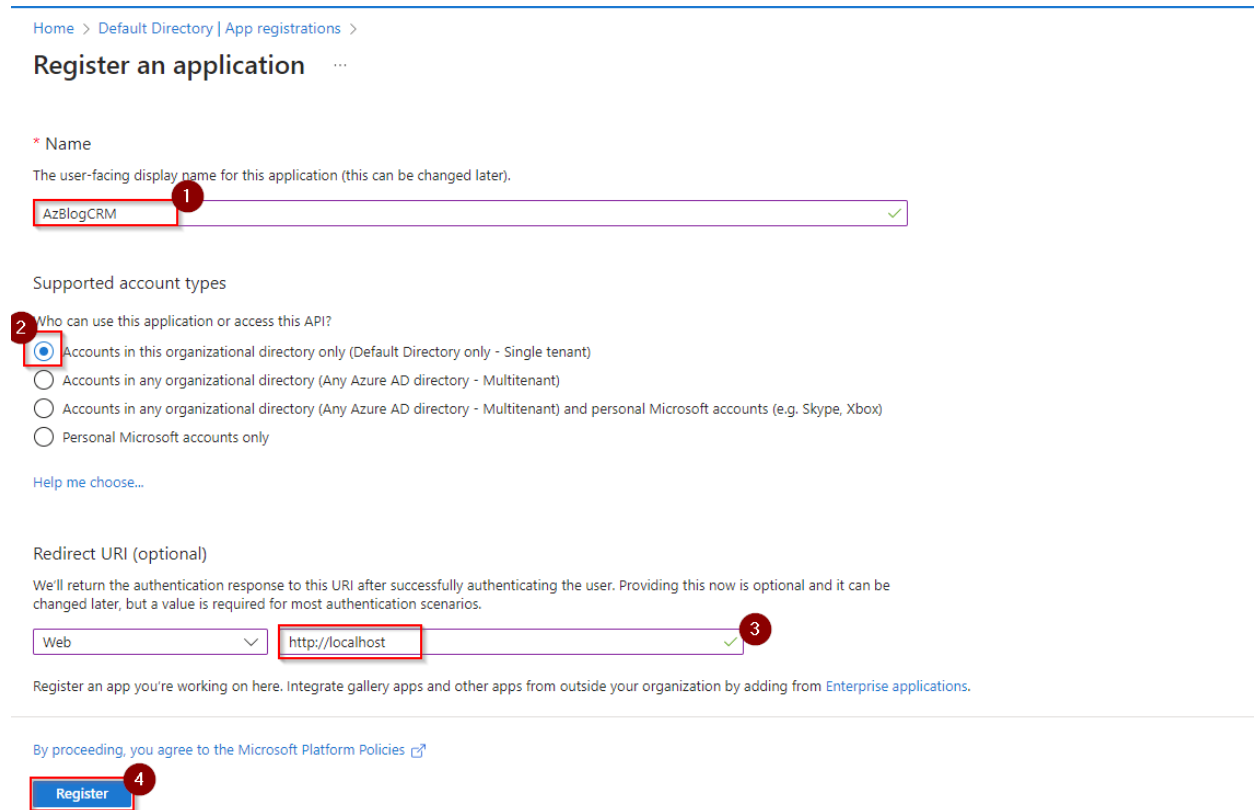 Home > Default Directory | App registrations >
Register an application ...
* Name
The user-facing display name for this application (this can be changed later).
1
AzBlogCRM
Supported account types
2
Who can use this application or access this API?
Accounts in this organizational directory only (Default Directory only - Single tenant)
Accounts in any organizational directory (Any Azure AD directory - Multitenant)
Accounts in any organizational directory (Any Azure AD directory - Multitenant) and personal Microsoft accounts (e.g. Skype, Xbox)
Personal Microsoft accounts only
Help me choose...
Redirect URI (optional)
We'll return the authentication response to this URI after successfully authenticating the user. Providing this now is optional and it can be
changed later, but a value is required for most authentication scenarios.
Web http://localhost 3
Register an app you're working on here. Integrate gallery apps and other apps from outside your organization by adding from Enterprise applications.
By proceeding, you agree to the Microsoft Platform Policies
4
Register